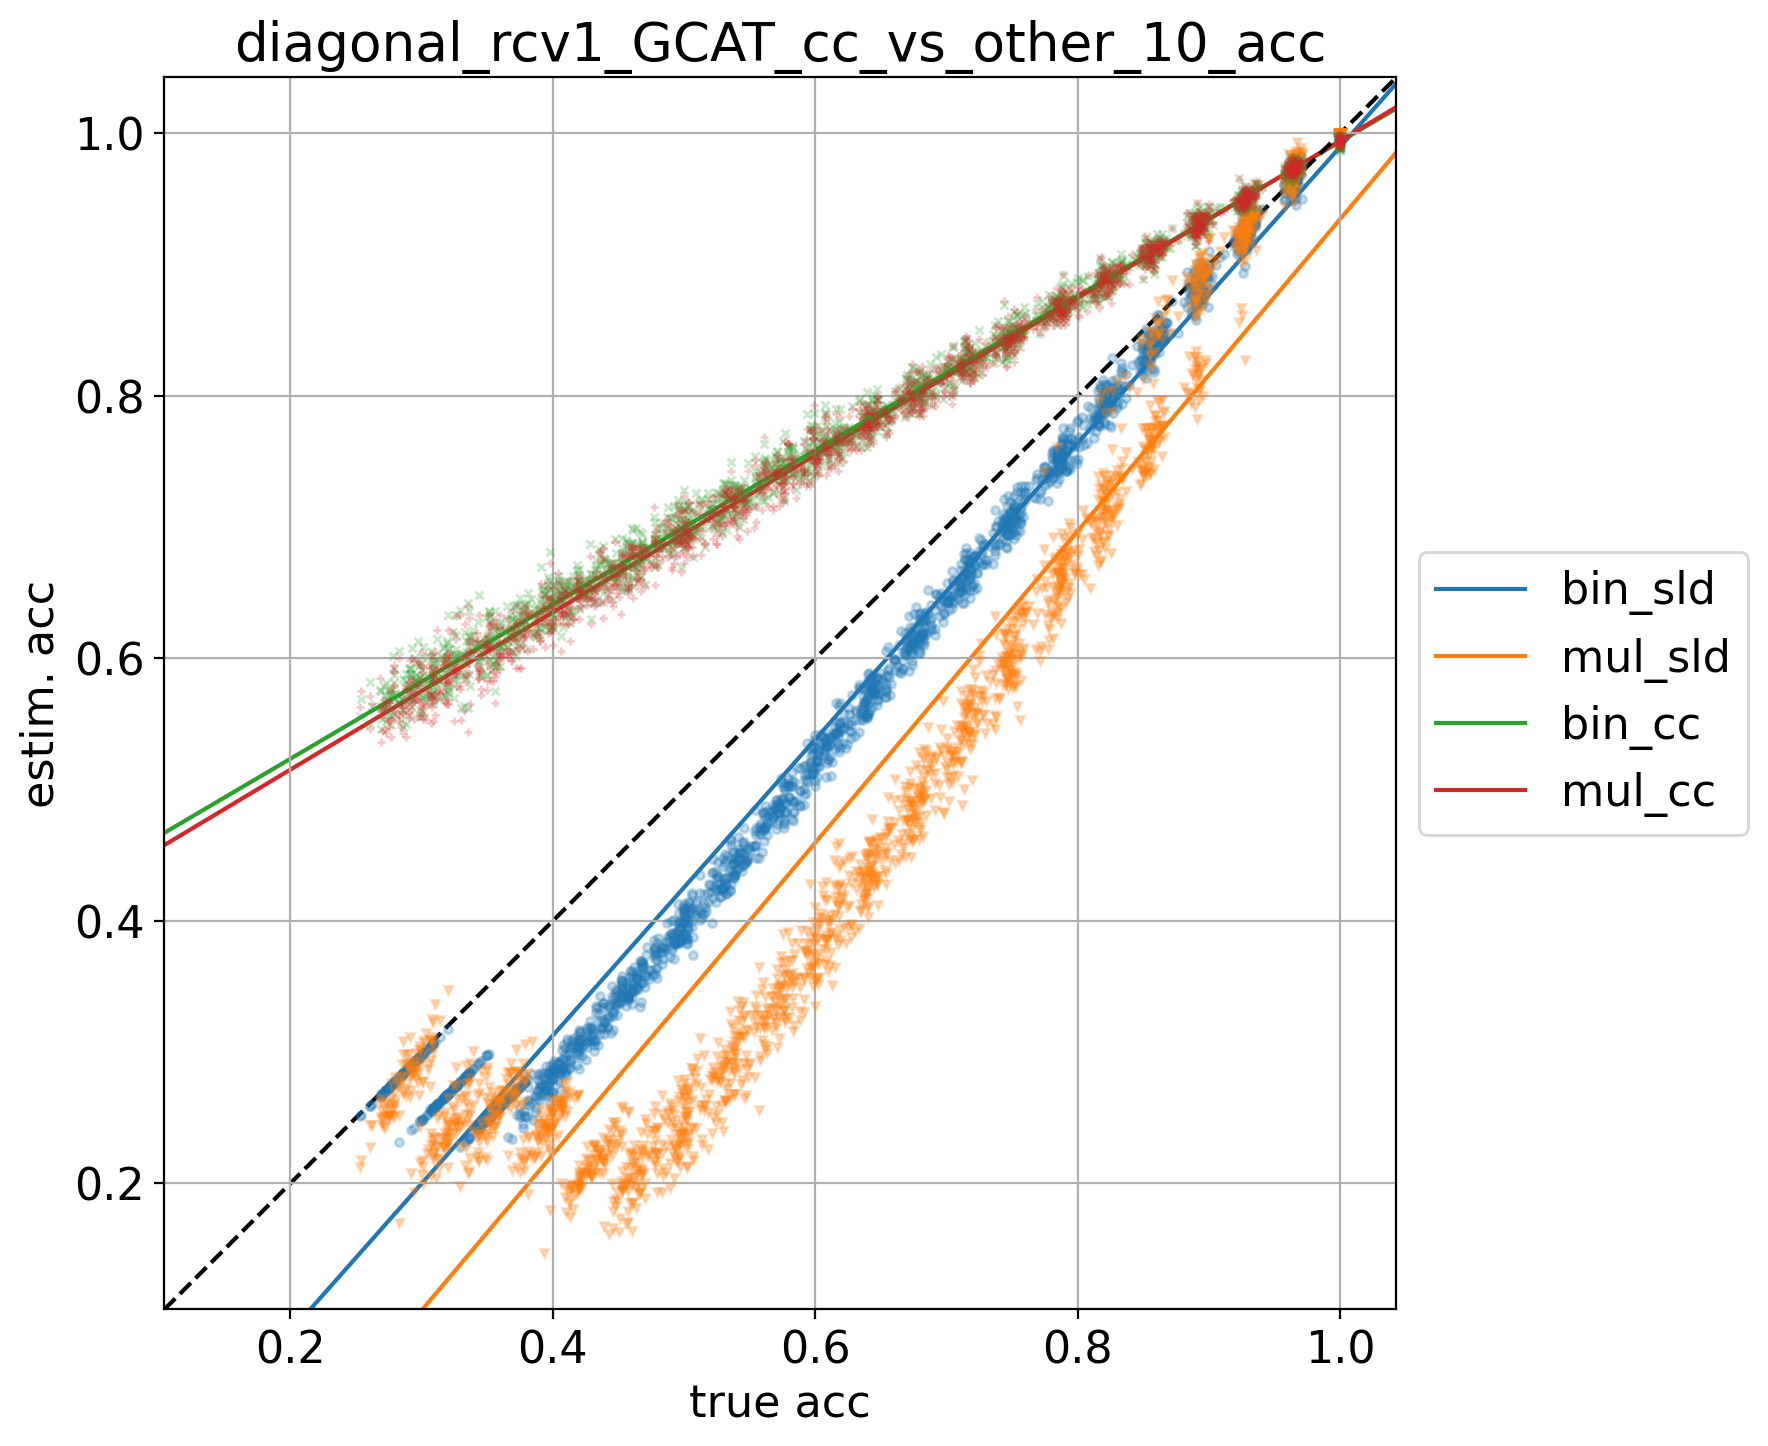 diagonal_rcv1_GCAT_cc_vs_other_10_acc
1.0
0.8
0.6
0.4
0.2
estim. acc
0.2 0.4 0.6 0.8 1.0
true acc
bin_sld
mul_sld
bin_cc
mul_cc